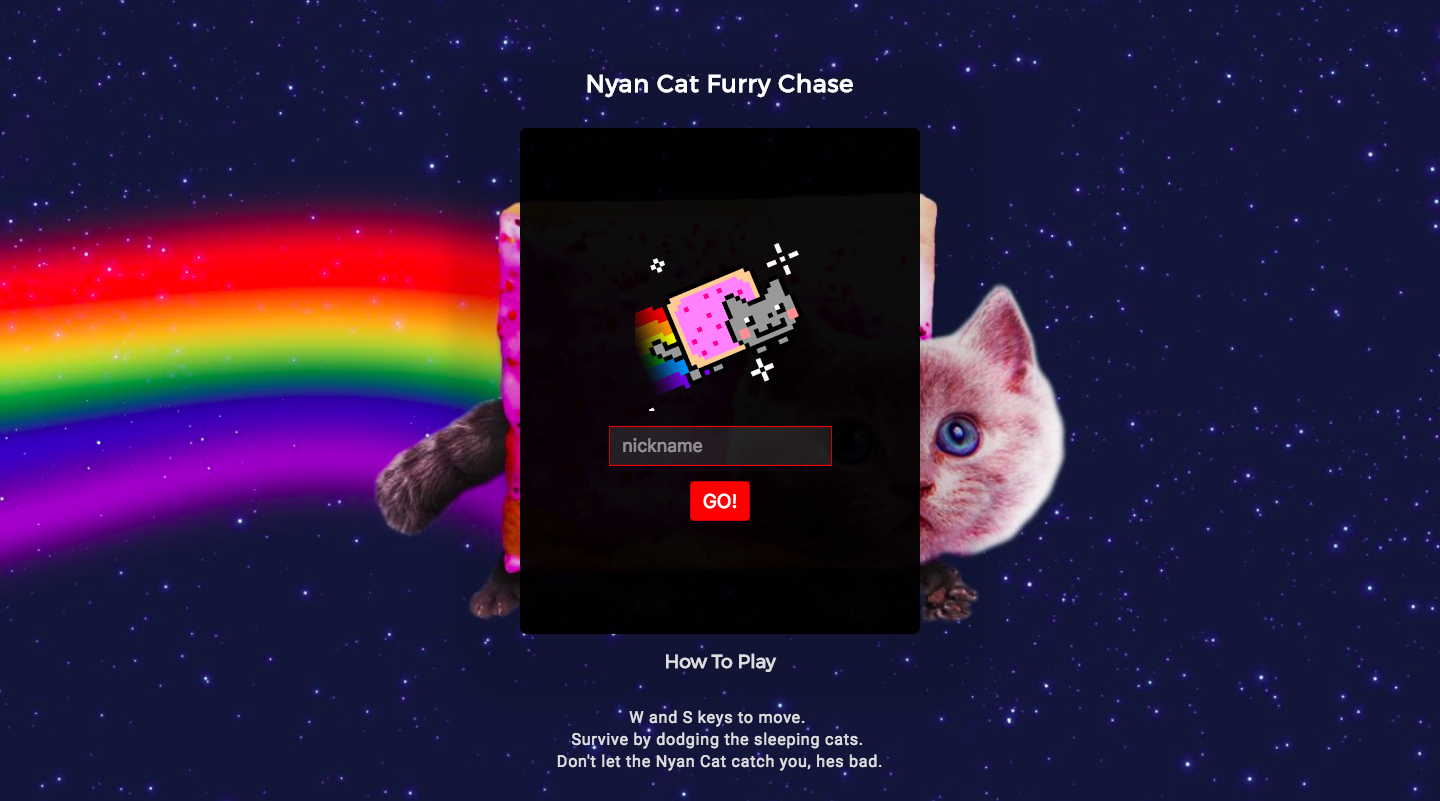 Nyan Cat Furry Chase
nickname
GO!
How To Play
W and S keys to move.
Survive by dodging the sleeping cats.
Don't let the Nyan Cat catch you, hes bad.